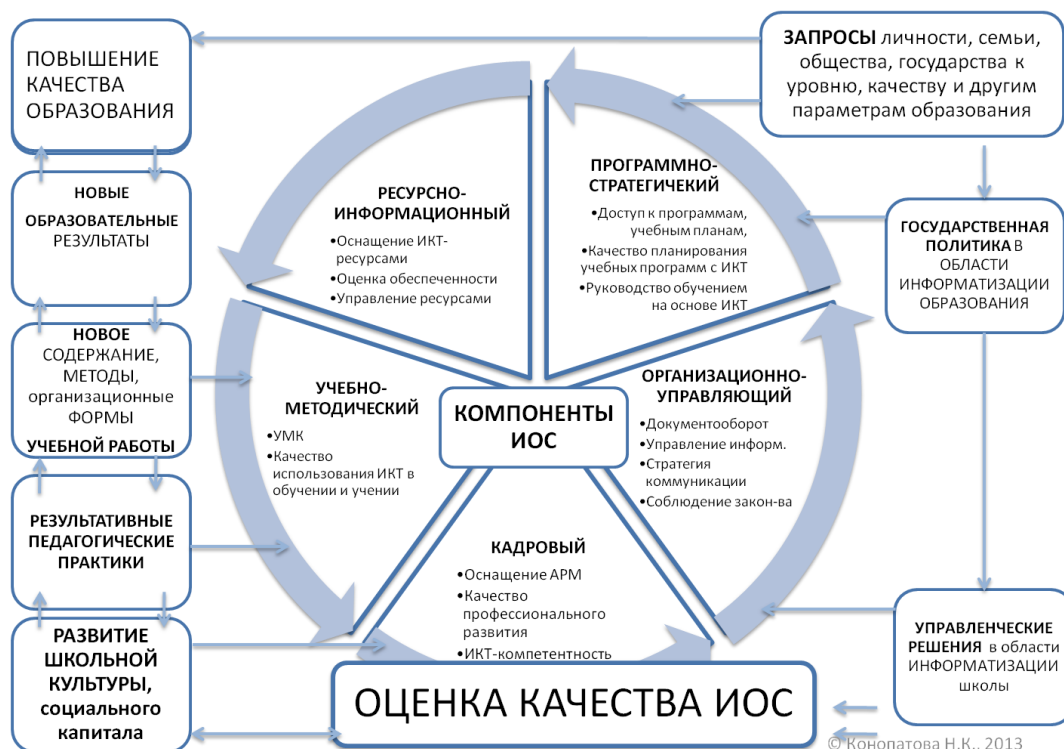 ПОВЫШЕНИЕ
КАЧЕСТВА
ОБРАЗОВАНИЯ
НОВЫЕ
ОБРАЗОВАТЕЛЬНЫЕ
РЕЗУЛЬТАТЫ
НОВОЕ
СОДЕРЖАНИЕ,
МЕТОДЫ,
организационные
ФОРМЫ
УЧЕБНОЙ РАБОТЫ
РЕЗУЛЬТАТИВНЫЕ
ПЕДАГОГИЧЕСКИЕ
ПРАКТИКИ
РАЗВИТИЕ
ШКОЛЬНОЙ
КУЛЬТУРЫ,
социального
капитала
РЕСУРСНО-
ИНФОРМАЦИОННЫЙ
•Оснащение ИКТ-
ресурсами
•Оценка обеспеченности
•Управление ресурсами
ПРОГРАММНО-
СТРАТЕГИЧЕКИЙ
•Доступ к программам,
учебным планам,
•Качество планирования
учебных программ с ИКТ
•Руководство обучением
на основе ИКТ
УЧЕБНО-
МЕТОДИЧЕСКИЙ
•УМК
•Качество
использования ИКТ в
обучении и учении
КОМПОНЕНТЫ
ИОС
ОРГАНИЗАЦИОННО-
УПРАВЛЯЮЩИЙ
•Документооборот
•Управление информ.
•Стратегия
коммуникации
•Соблюдение закон-ва
КАДРОВЫЙ
•Оснащение АРМ
•Качество
профессионального
развития
•ИКТ-компетентность
ОЦЕНКА КАЧЕСТВА ИОС
ЗАПРОСЫ личности, семьи,
общества, государства к
уровню, качеству и другим
параметрам образования
ГОСУДАРСТВЕННАЯ
ПОЛИТИКА В
ОБЛАСТИ
ИНФОРМАТИЗАЦИИ
ОБРАЗОВАНИЯ
УПРАВЛЕНЧЕСКИЕ
РЕШЕНИЯ в области
ИНФОРМАТИЗАЦИИ
школы
© Конопатова Н.К., 2013